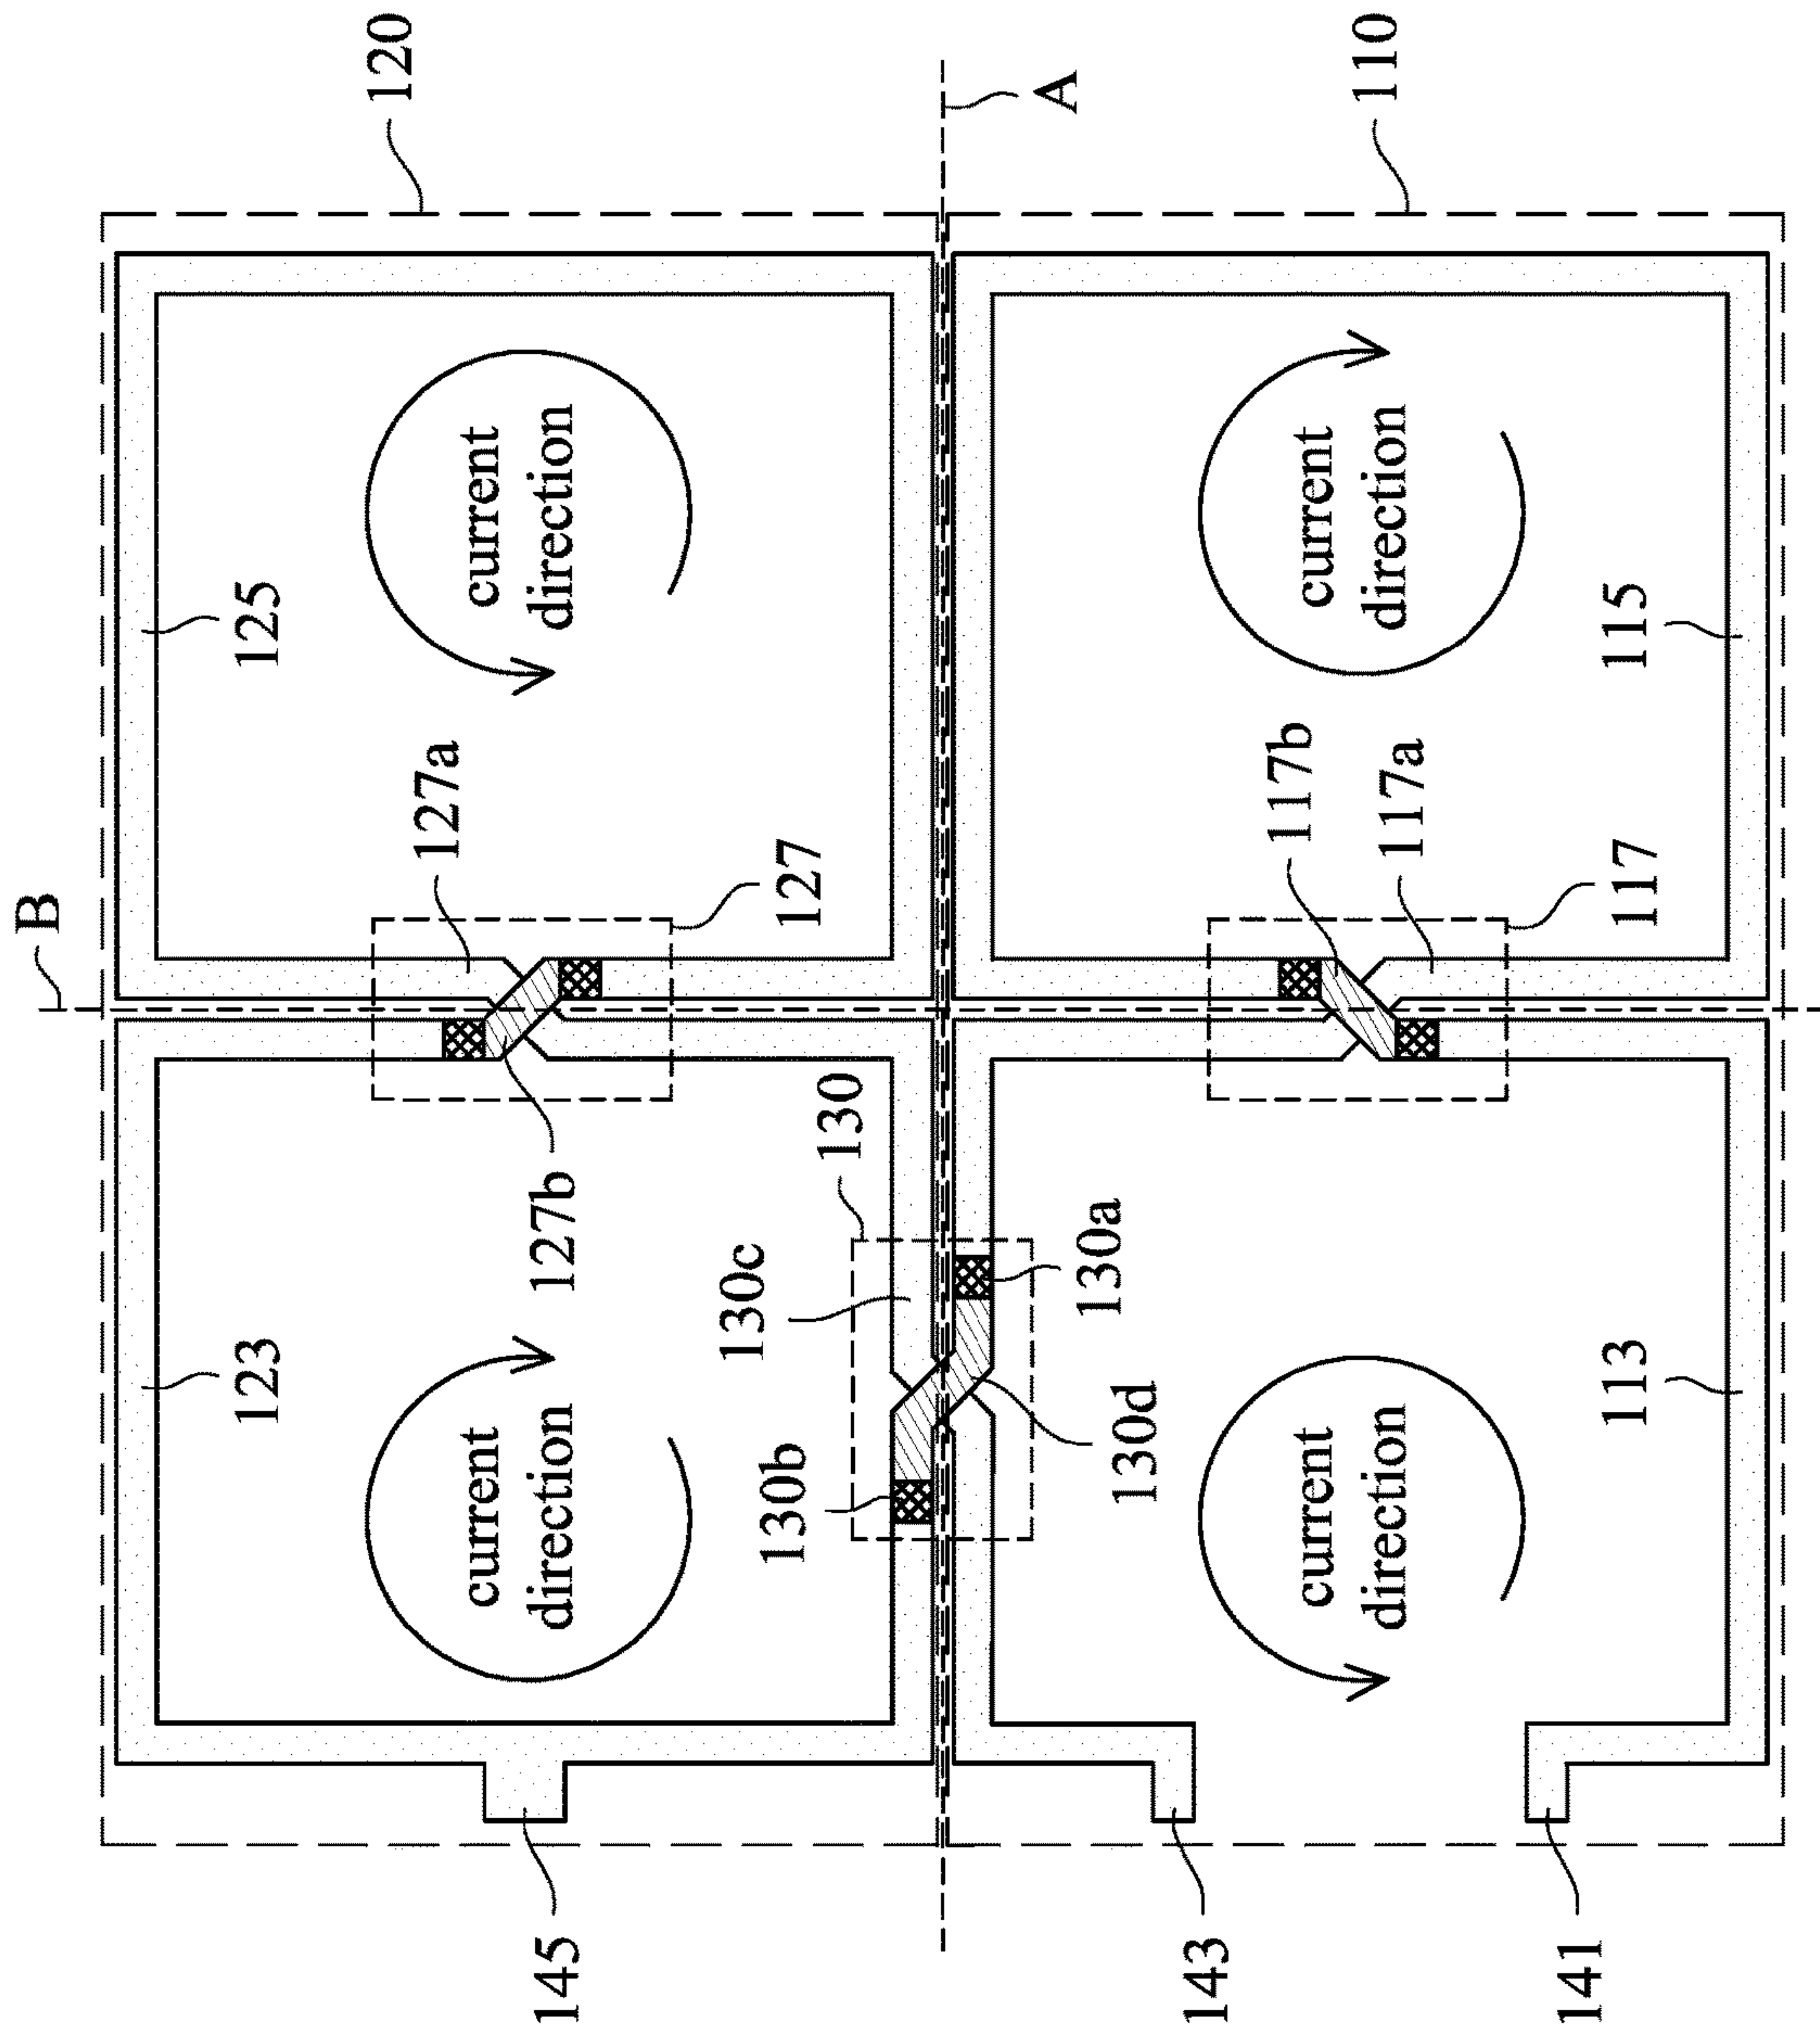 120
A
110
125
current
direction
127a
127
B
current
direction
115
117b
117a
117
123
127b
current
direction
130
130c
130a
130b
130d
current
direction
113
145
143
141